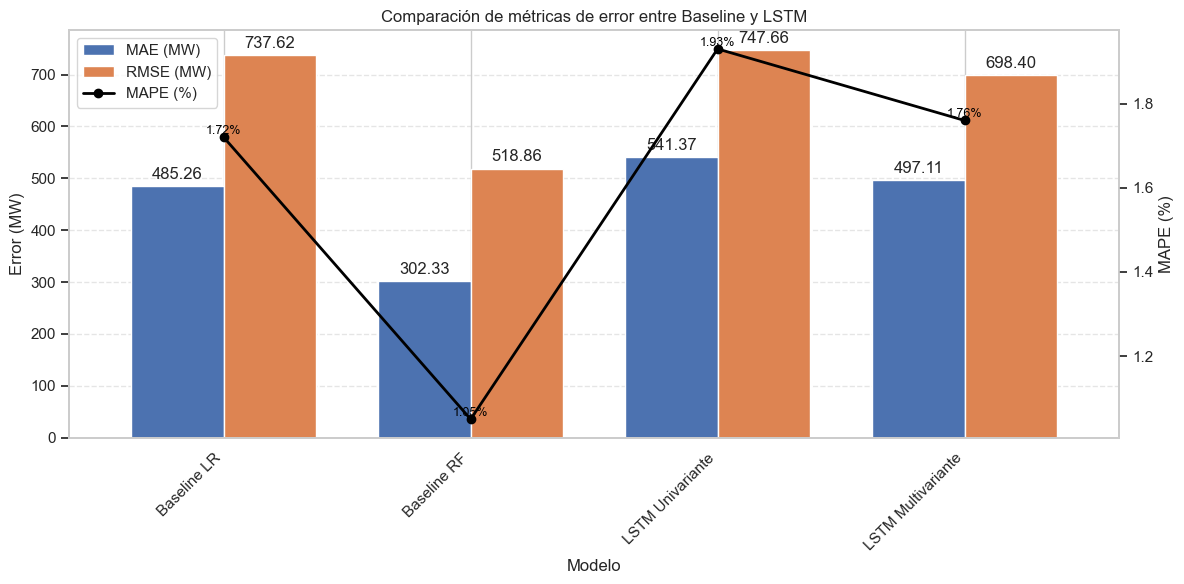 Comparación de métricas de error entre Baseline y LSTM
MAE (MW)
RMSE (MW)
MAPE (%)
Error (MW)
700
600
500
400
300
200
100
0
485.26
737.62
1.72%
302.33
518.86
1.05%
541.37
747.66
1.93%
497.11
698.40
1.76%
1.8
1.6
1.4
1.2
MAPE (%)
Baseline LR
Baseline RF
LSTM Univariante
LSTM Multivariante
Modelo